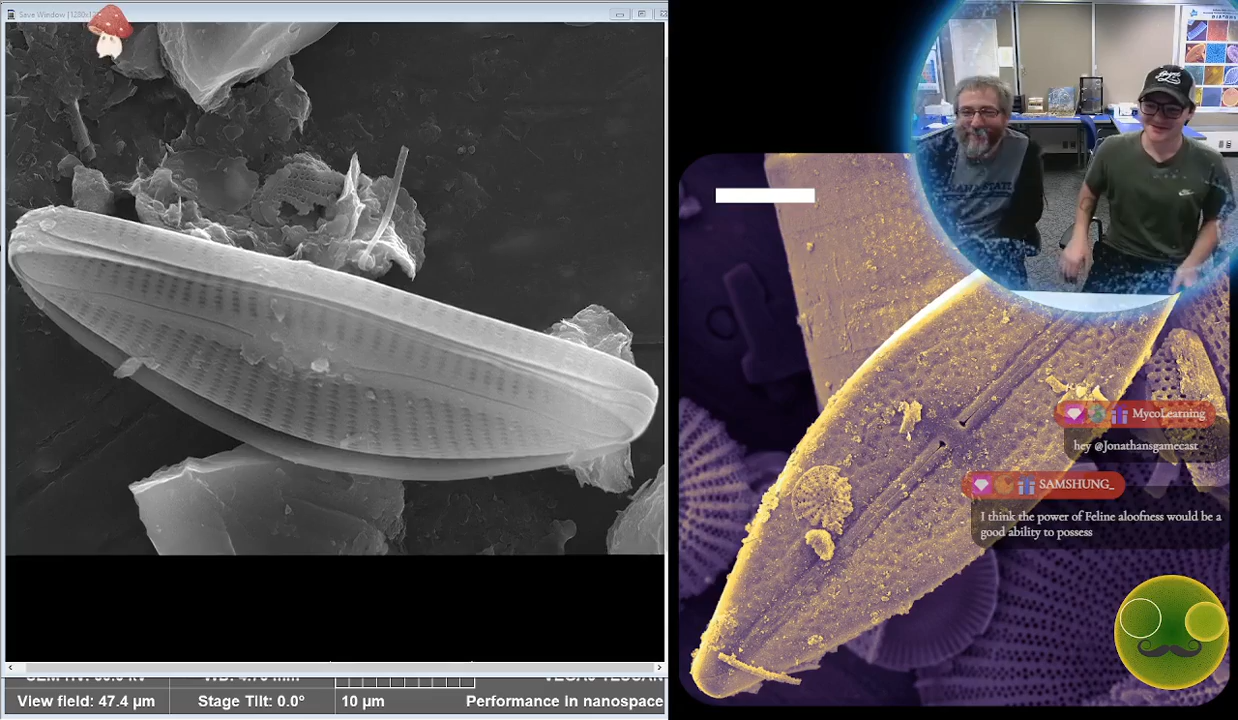 Save Window [1280x1
View field: 47.4 µm
Stage Tilt: 0.0°
10 µm
Performance in nanospace
MycoLearning
hey @Jonathansgamecast
SAMSHUNG_
I think the power of Feline aloofness would be a
good ability to possess